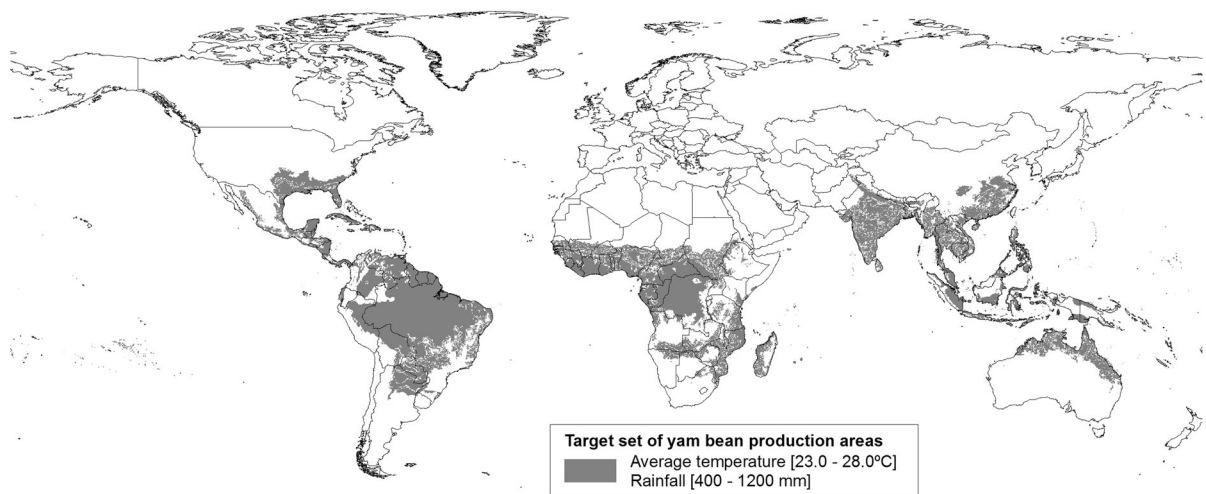 Target set of yam bean production areas
Average temperature [23.0 - 28.0ºC]
Rainfall [400 - 1200 mm]